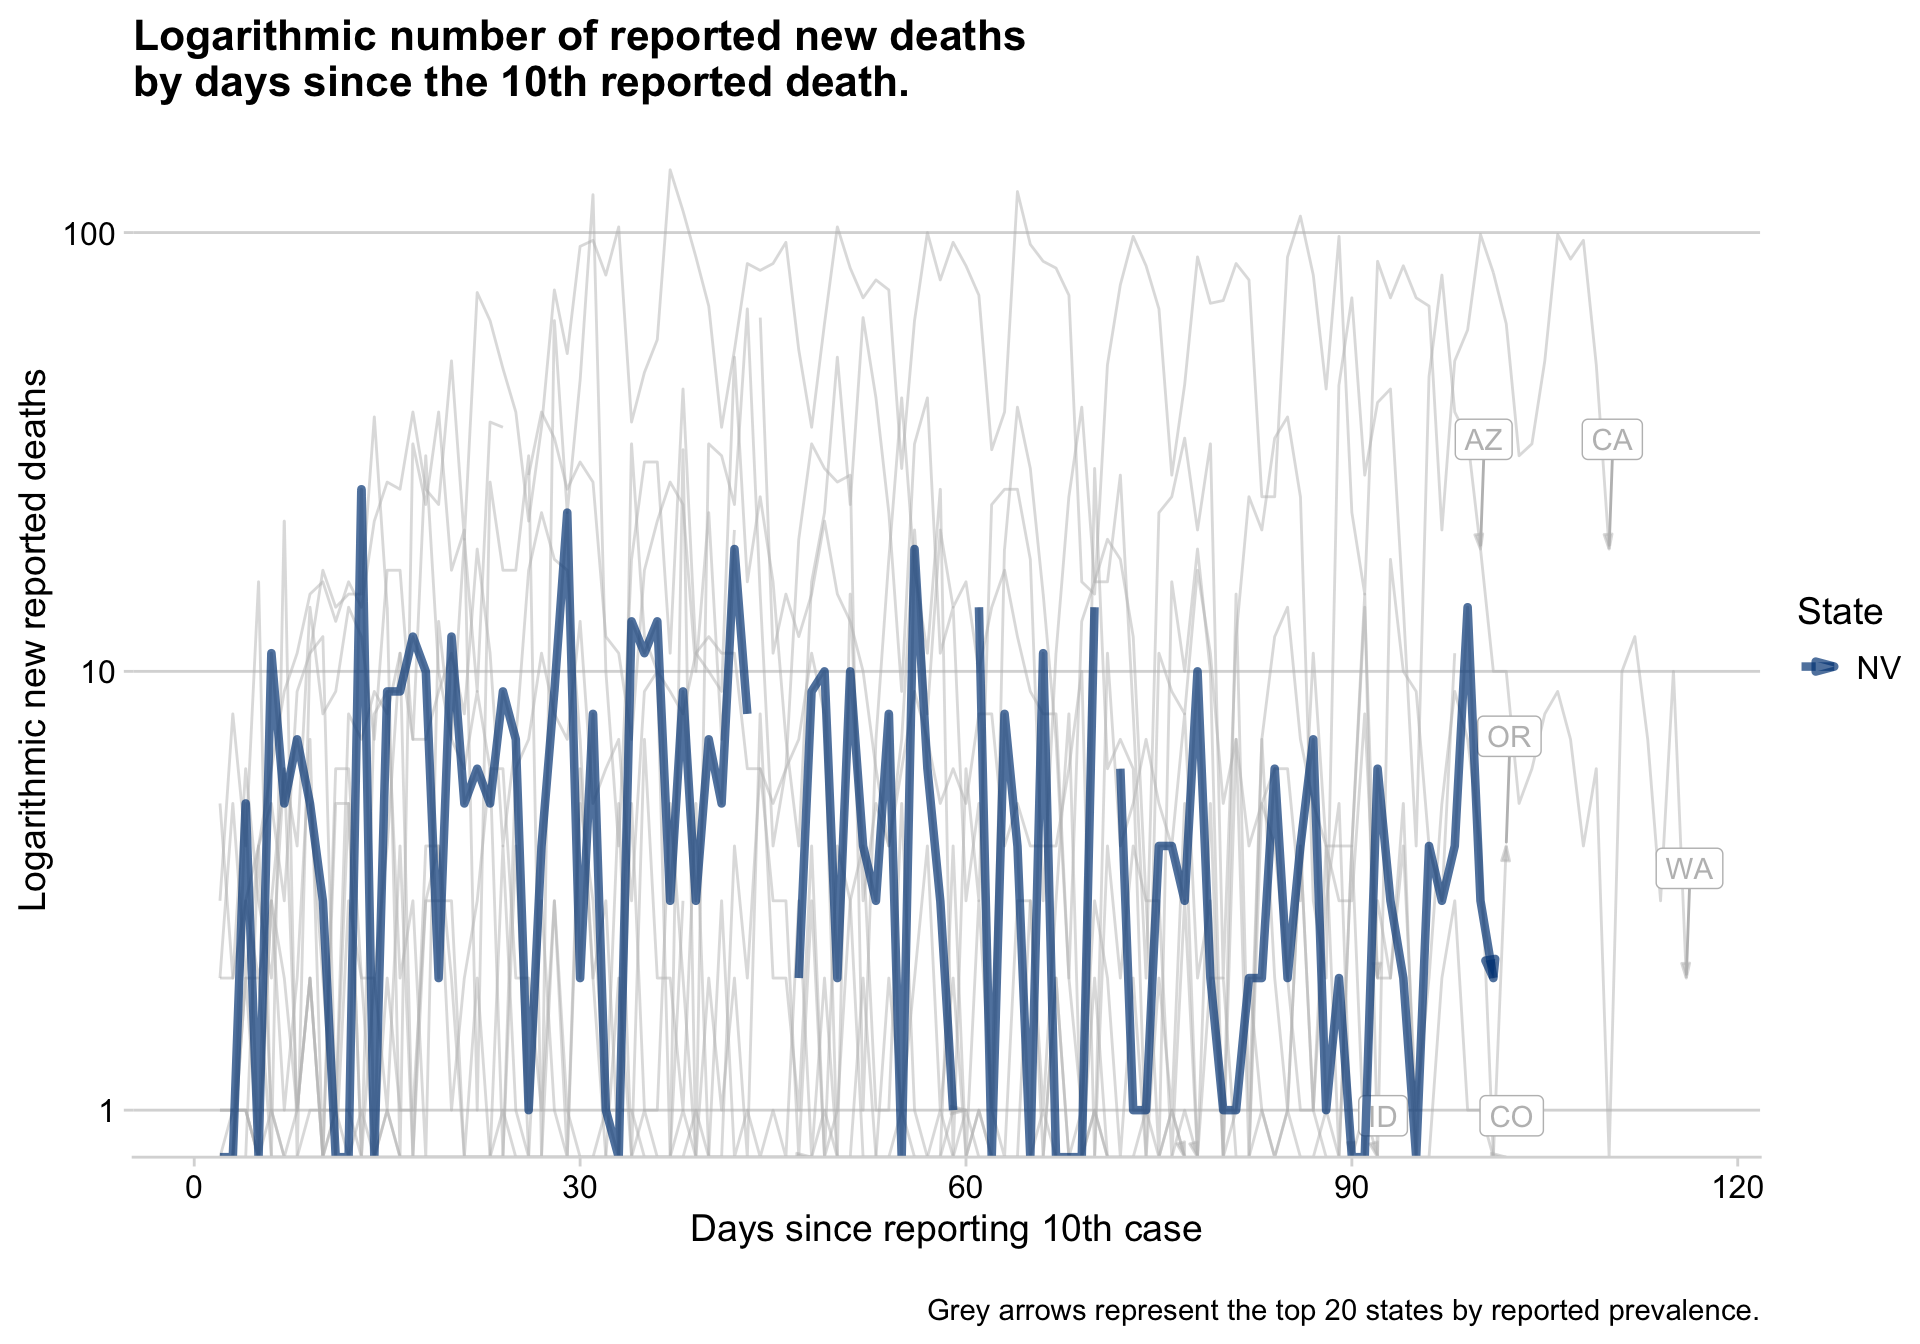 Logarithmic number of reported new deaths
by days since the 10th reported death.
Logarithmic new reported deaths
100
10
1
AZ
CA
OR
WA
ID
CO
State
NV
0
30
60
90
120
Days since reporting 10th case
Grey arrows represent the top 20 states by reported prevalence.